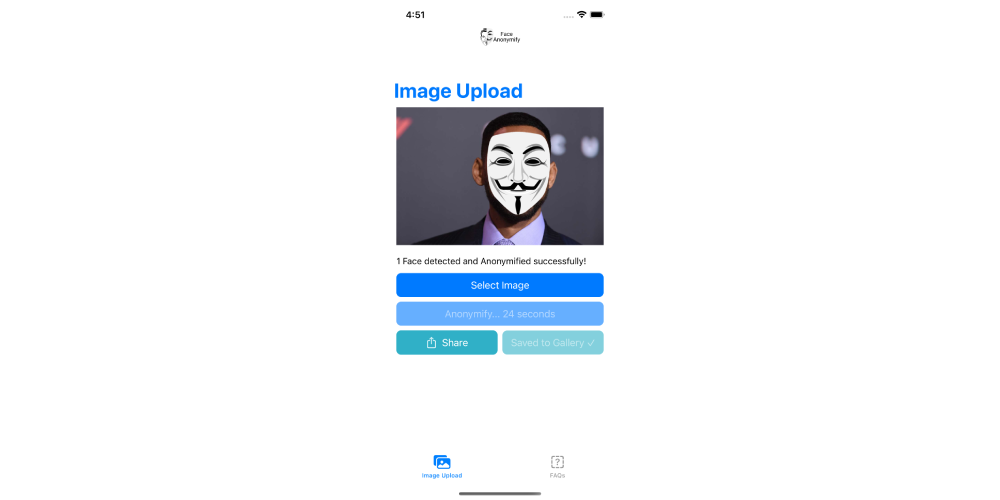 4:51
Face
Anonymify
Image Upload
1 Face detected and Anonymified successfully!
Select Image
Anonymify... 24 seconds
Share
Saved to Gallery ✓
Image Upload
FAQs